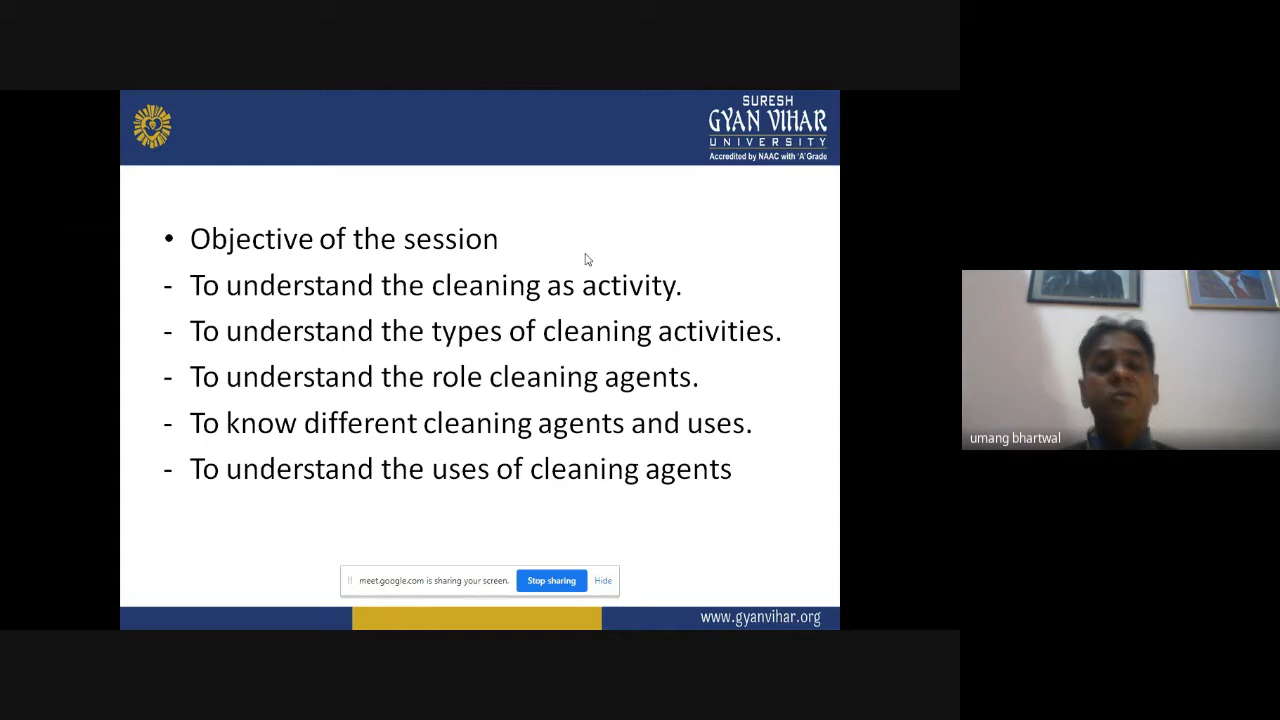 SURESH
GYAN VIHAR
UNIVERSITY
Accredited by NAAC with 'A' Grade
• Objective of the session
- To understand the cleaning as activity.
- To understand the types of cleaning activities.
- To understand the role cleaning agents.
- To know different cleaning agents and uses.
- To understand the uses of cleaning agents
umang bhartwal
meet.google.com is sharing your screen. Stop sharing Hide
www.gyanvihar.org